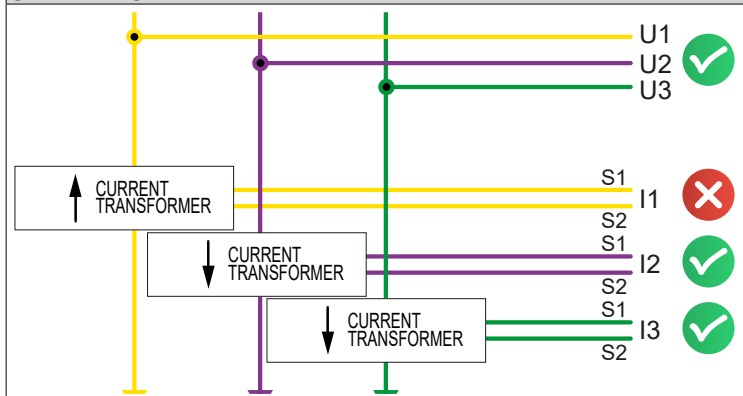 U1
U2
U3
CURRENT
TRANSFORMER
S1
I1
S2
CURRENT
TRANSFORMER
S1
I2
S2
CURRENT
TRANSFORMER
S1
I3
S2